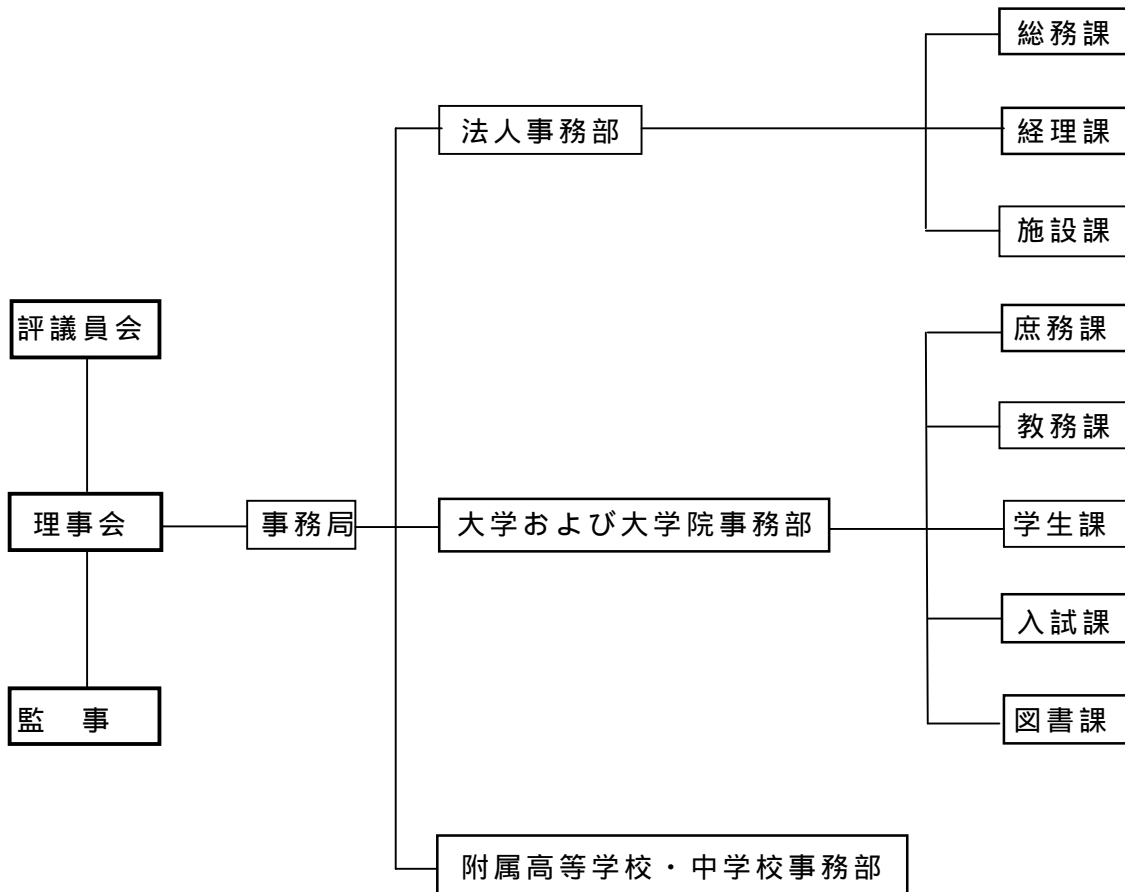 総務課
法人事務部
経理課
施設課
評議員会
庶務課
教務課
理事会
事務局
大学および大学院事務部
学生課
入試課
監　事
図書課
附属高等学校・中学校事務部